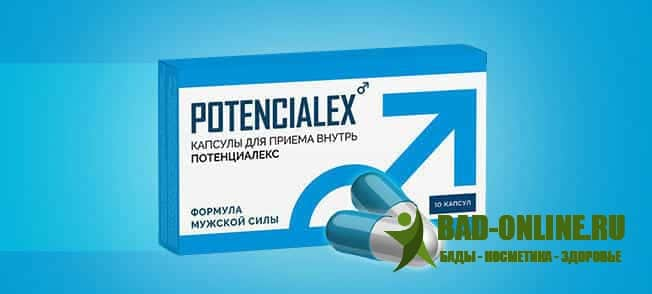 POTENCIALEX
КАПСУЛЫ ДЛЯ ПРИЕМА ВНУТРЬ
ПОТЕНЦИАЛЕКС
ФОРМУЛА
МУЖСКОЙ СИЛЫ
10 КАПСУЛ
BAD-ONLINE.RU
БАДЫ - КОСМЕТИКА - ЗДОРОВЬЕ